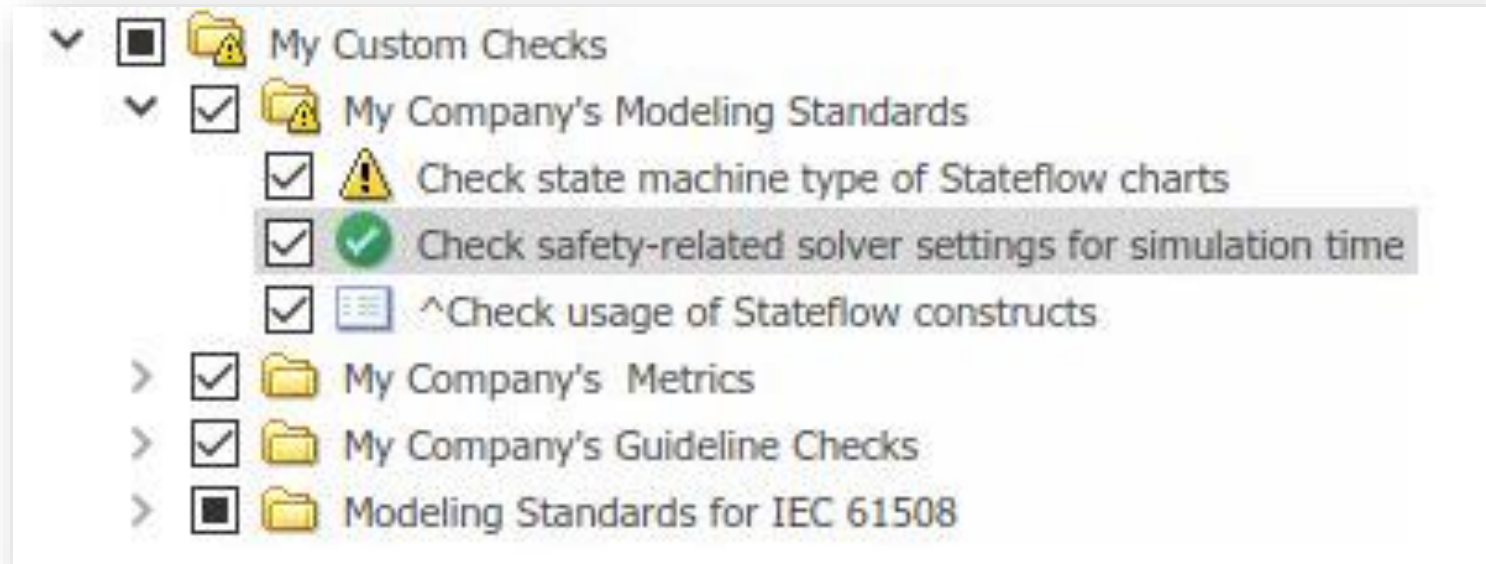 My Custom Checks
My Company's Modeling Standards
Check state machine type of Stateflow charts
Check safety-related solver settings for simulation time
^Check usage of Stateflow constructs
My Company's  Metrics
My Company's Guideline Checks
Modeling Standards for IEC 61508